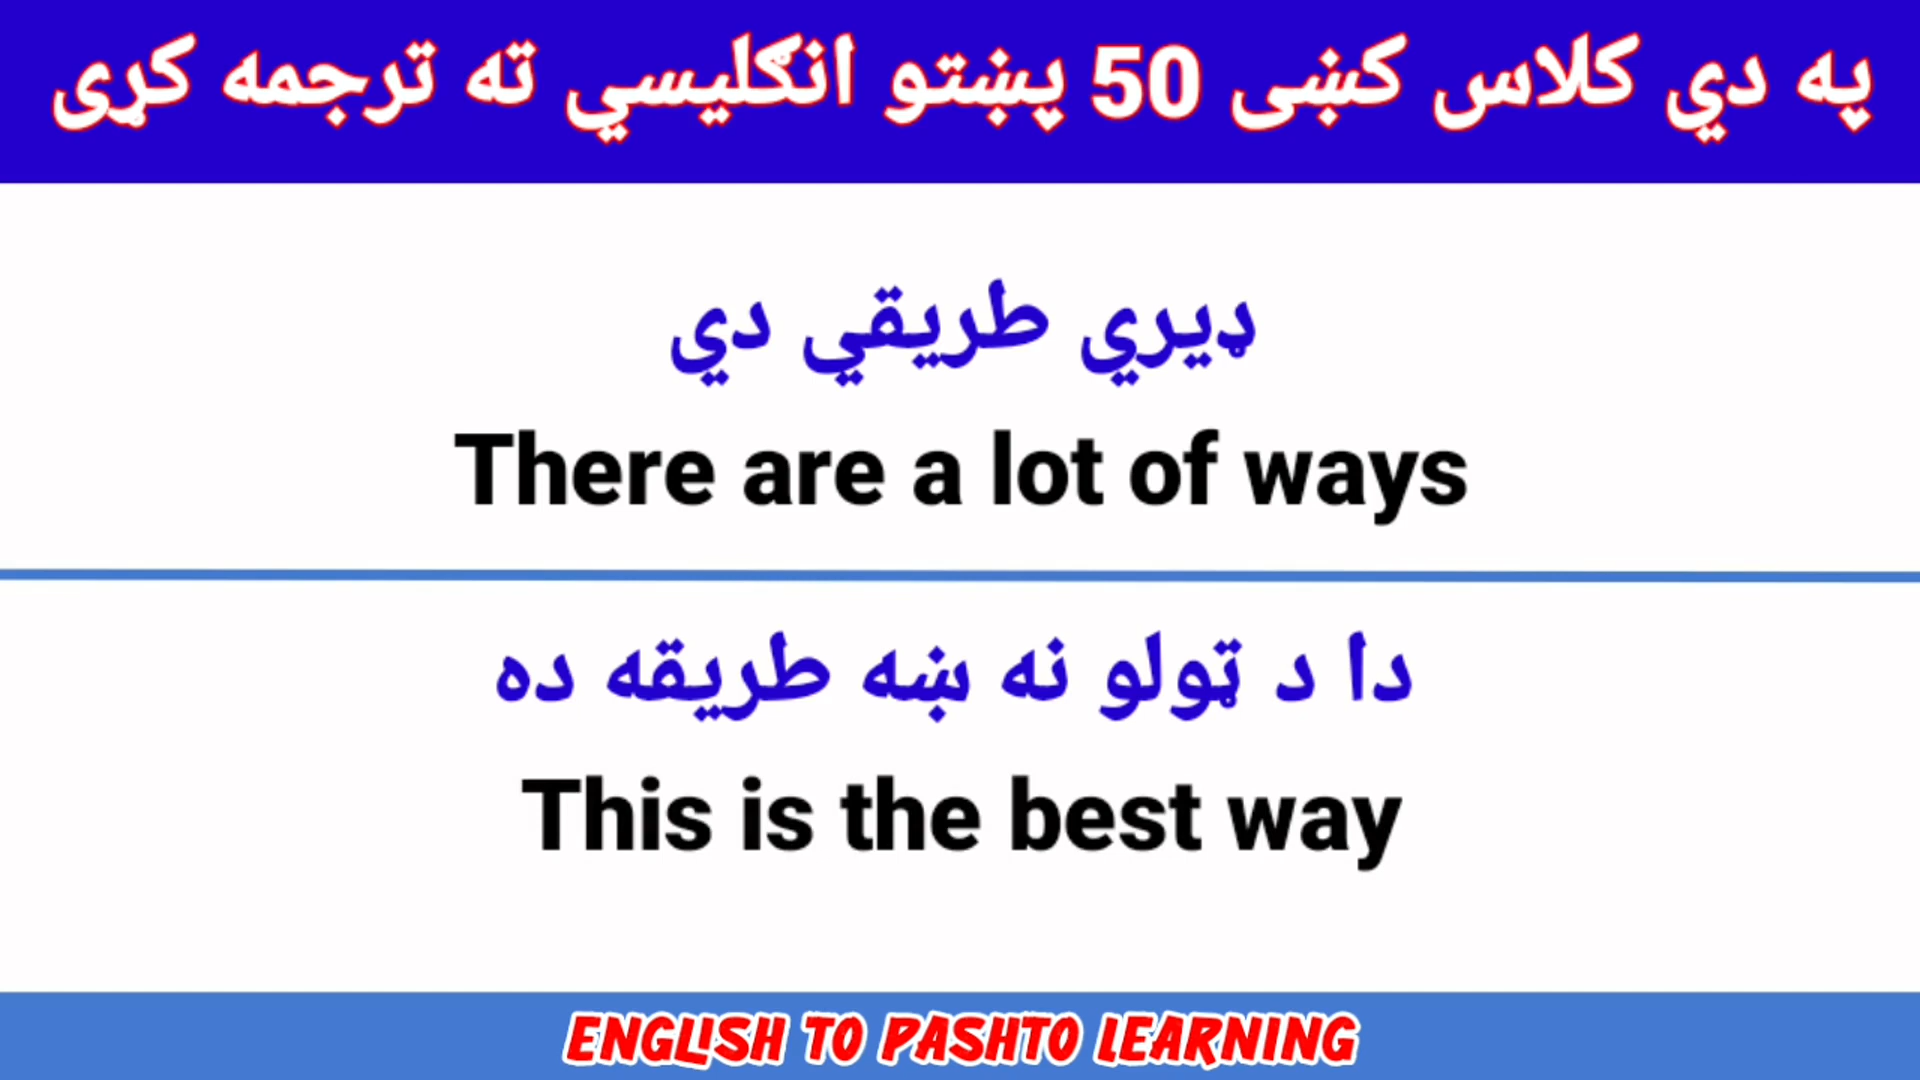 په دي کلاس کښی 50 پښتو انګلیسي ته ترجمه کړی
ډیري طریقي دي
There are a lot of ways
دا د ټولو نه ښه طریقه ده
This is the best way
ENGLISH TO PASHTO LEARNING